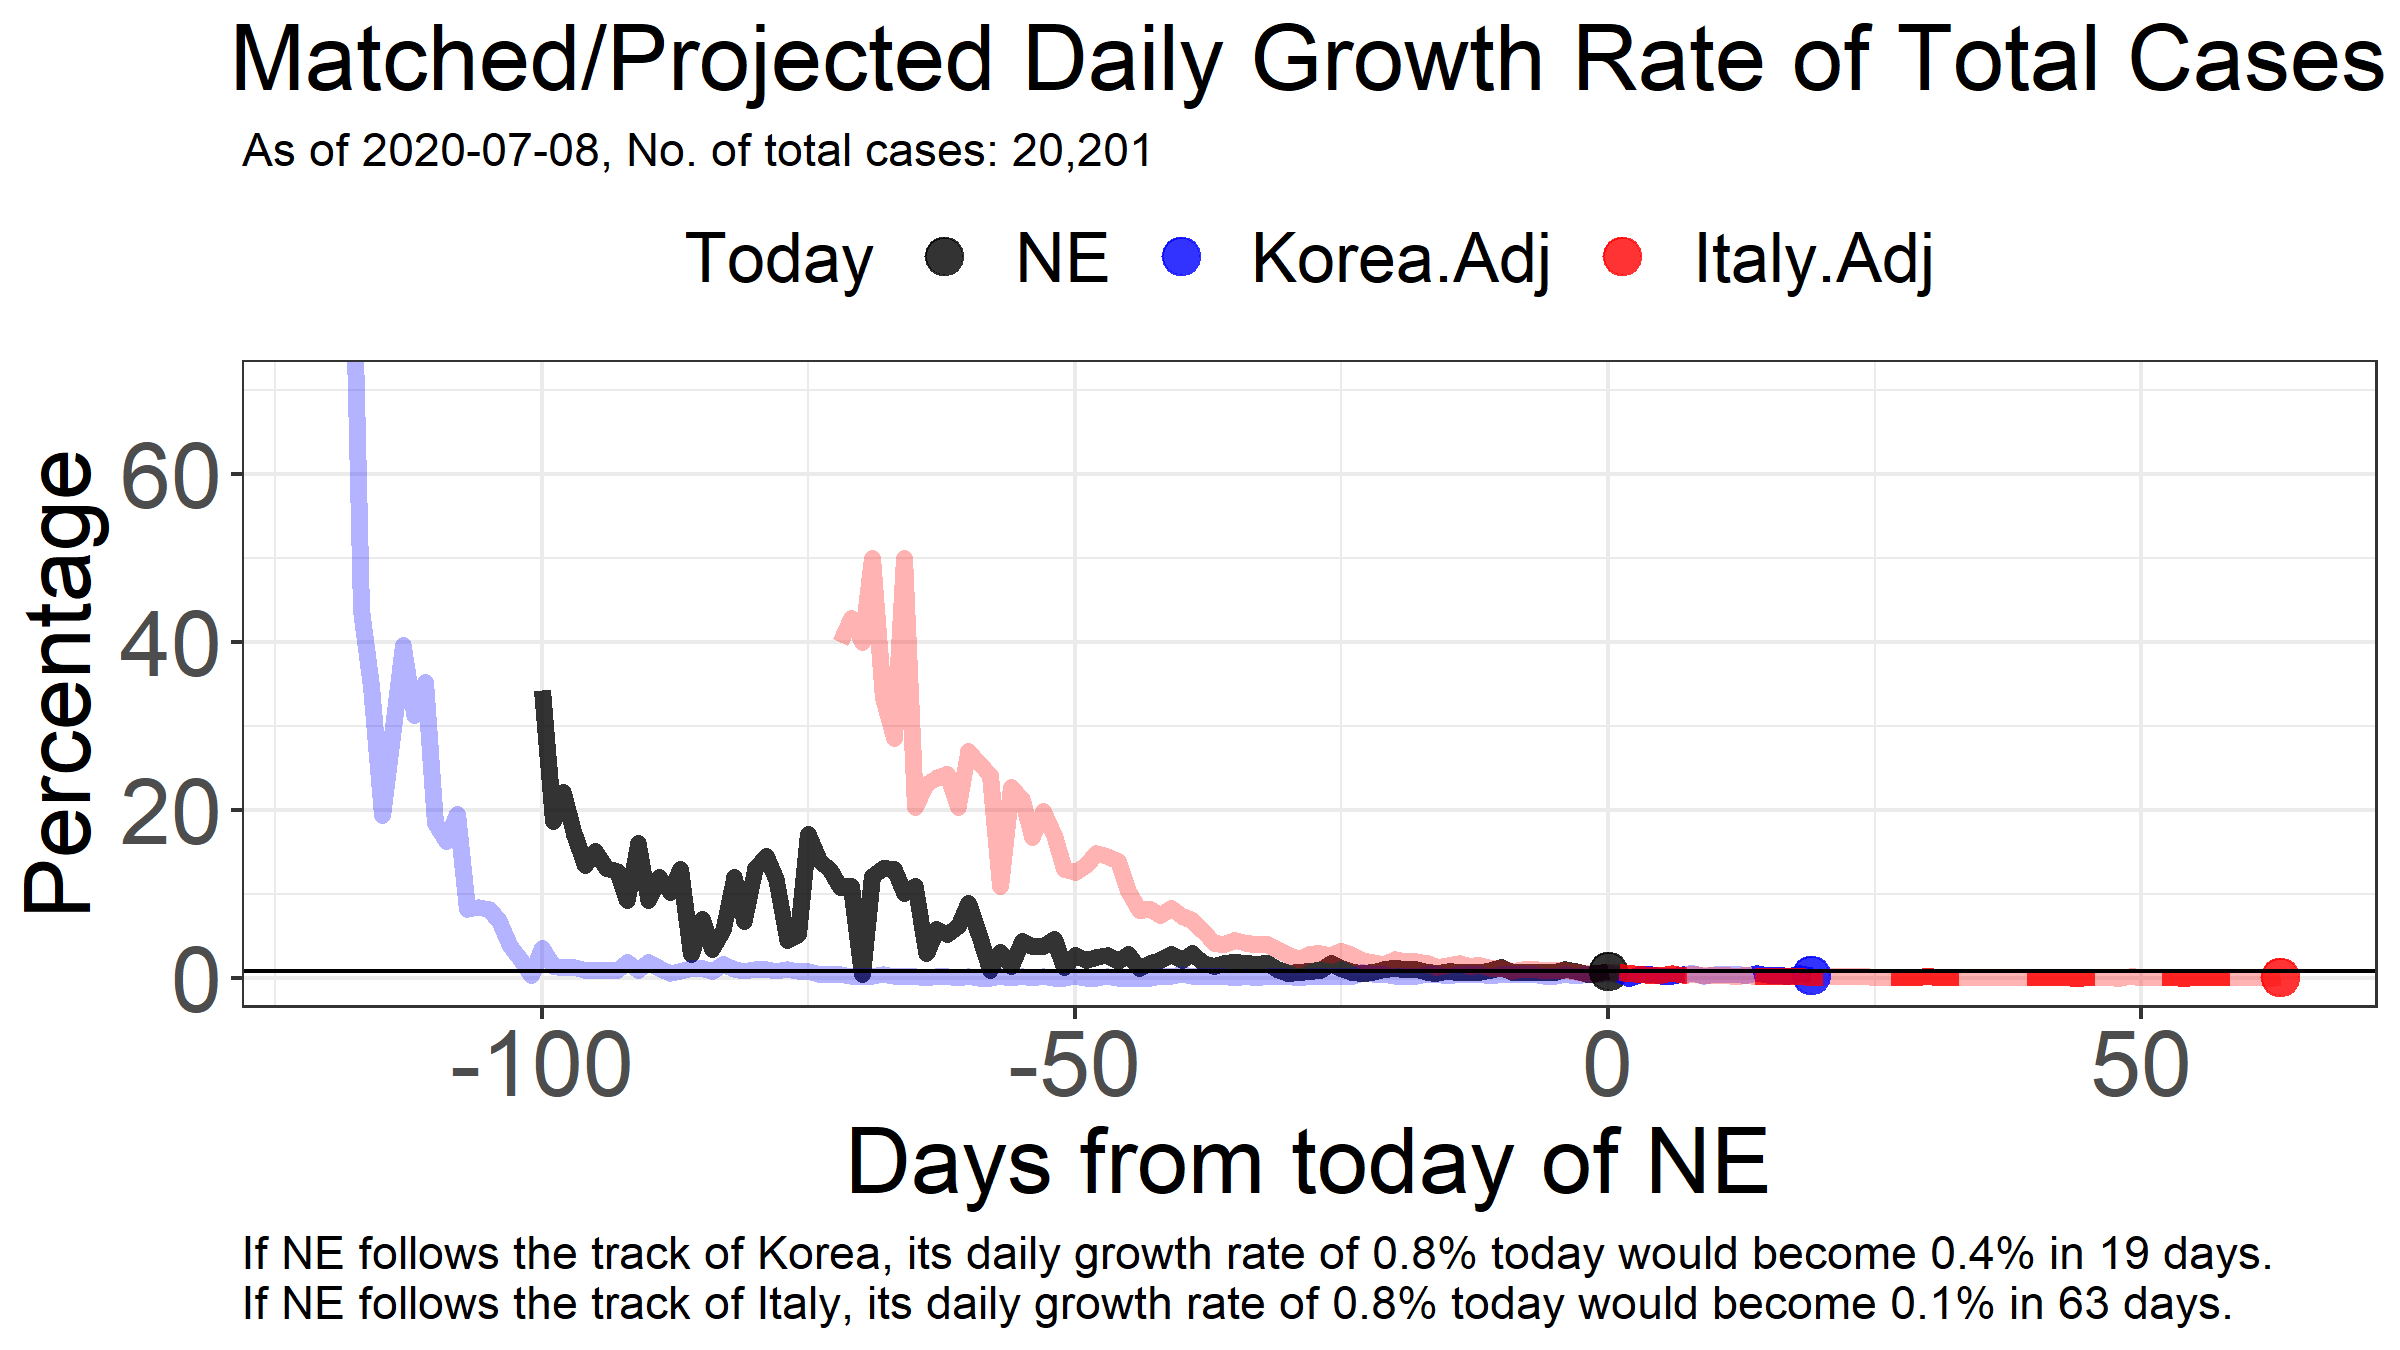 Matched/Projected Daily Growth Rate of Total Cases
As of 2020-07-08, No. of total cases: 20,201
Today NE Korea.Adj Italy.Adj
Percentage
60
40
20
0
-100 -50 0 50
Days from today of NE
If NE follows the track of Korea, its daily growth rate of 0.8% today would become 0.4% in 19 days.
If NE follows the track of Italy, its daily growth rate of 0.8% today would become 0.1% in 63 days.